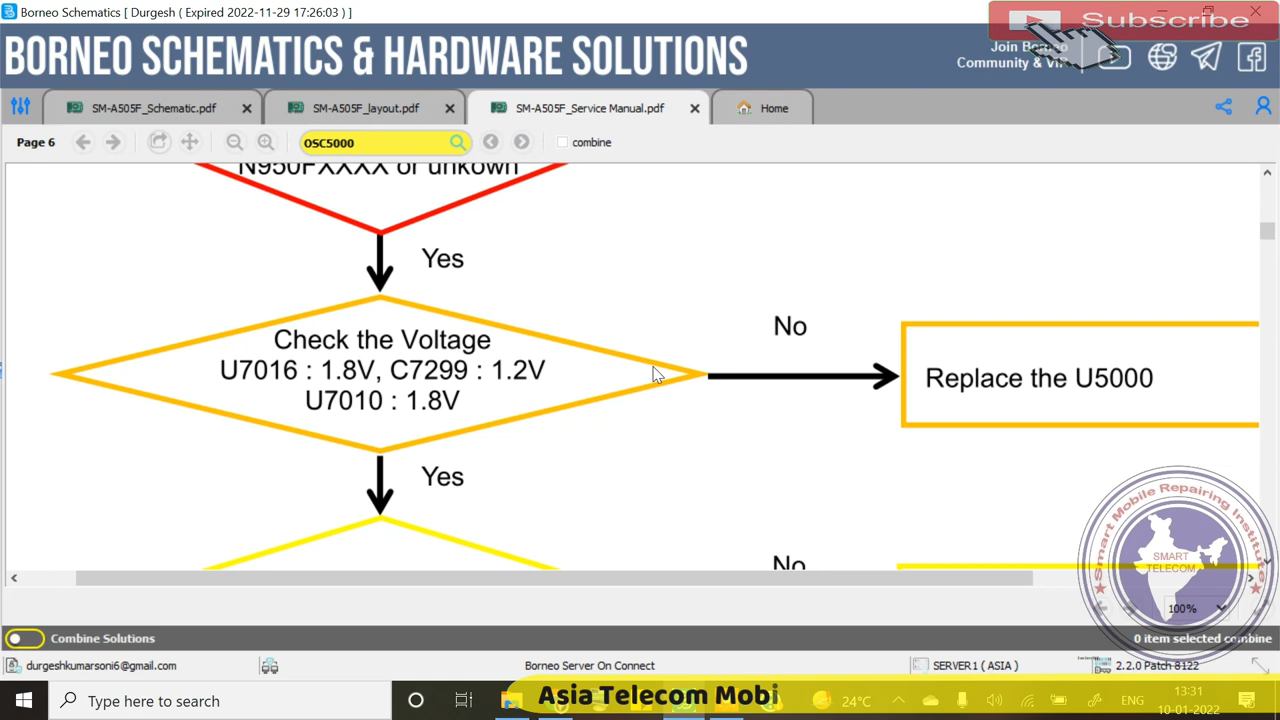 Borneo Schematics [ Durgesh ( Expired 2022-11-29 17:26:03 ) ]
Subscribe
BORNEO SCHEMATICS & HARDWARE SOLUTIONS
Join Borneo
Community & VIP
SM-A505F_Schematic.pdf
SM-A505F_layout.pdf
SM-A505F_Service Manual.pdf
Home
Page 6
OSC5000
combine
N950FXXXX or unkown
Yes
Check the Voltage
U7016 : 1.8V, C7299 : 1.2V
U7010 : 1.8V
No
Replace the U5000
Yes
No
Smart Mobile Repairing Institute
SMART
TELECOM
100%
Combine Solutions
0 item selected combine
durgeshkumarsoni6@gmail.com
Borneo Server On Connect
SERVER1 ( ASIA )
2.2.0 Patch 8122
Type here to search
Asia Telecom Mobi
24°C
ENG
13:31
10-01-2022